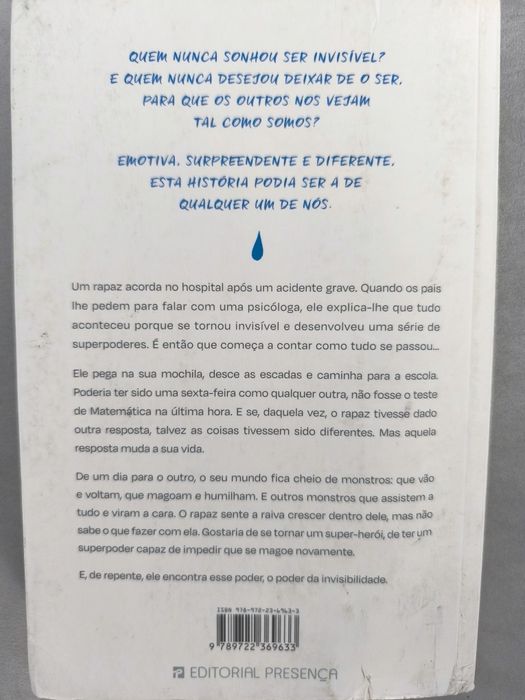 QUEM NUNCA SONHOU SER INVISÍVEL?
E QUEM NUNCA DESEJOU DEIXAR DE O SER,
PARA QUE OS OUTROS NOS VEJAM
TAL COMO SOMOS?
EMOTIVA, SURPREENDENTE E DIFERENTE,
ESTA HISTÓRIA PODIA SER A DE
QUALQUER UM DE NÓS.
Um rapaz acorda no hospital após um acidente grave. Quando os pais
lhe pedem para falar com uma psicóloga, ele explica-lhe que tudo
aconteceu porque se tornou invisível e desenvolveu uma série de
superpoderes. É então que começa a contar como tudo se passou...
Ele pega na sua mochila, desce as escadas e caminha para a escola.
Poderia ter sido uma sexta-feira como qualquer outra, não fosse o teste
de Matemática na última hora. E se, daquela vez, o rapaz tivesse dado
outra resposta, talvez as coisas tivessem sido diferentes. Mas aquela
resposta muda a sua vida.
De um dia para o outro, o seu mundo fica cheio de monstros: que vão
e voltam, que magoam e humilham. E outros monstros que assistem a
tudo e viram a cara. O rapaz sente a raiva crescer dentro dele, mas não
sabe o que fazer com ela. Gostaria de se tornar um super-herói, de ter um
superpoder capaz de impedir que se magoe novamente.
E, de repente, ele encontra esse poder, o poder da invisibilidade.
ISBN 978-972-23-6963-3
9 789722 369633
EDITORIAL PRESENÇA